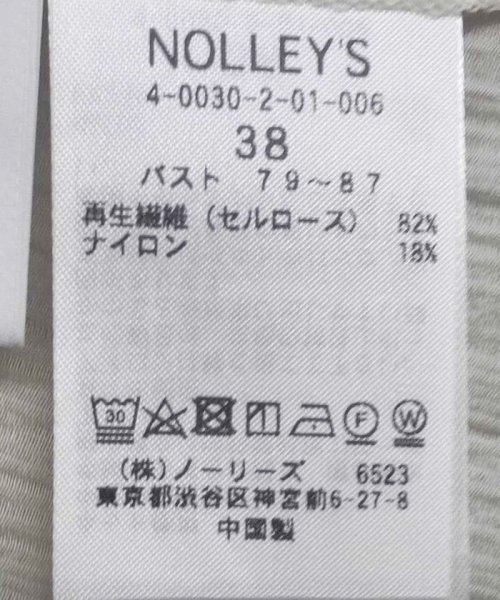 NOLLEY'S
4-0030-2-01-006
38
バスト 79～87
再生繊維(セルロース) 82%
ナイロン 18%
30 F W
(株)ノーリーズ 6523
東京都渋谷区神宮前6-27-8
中国製